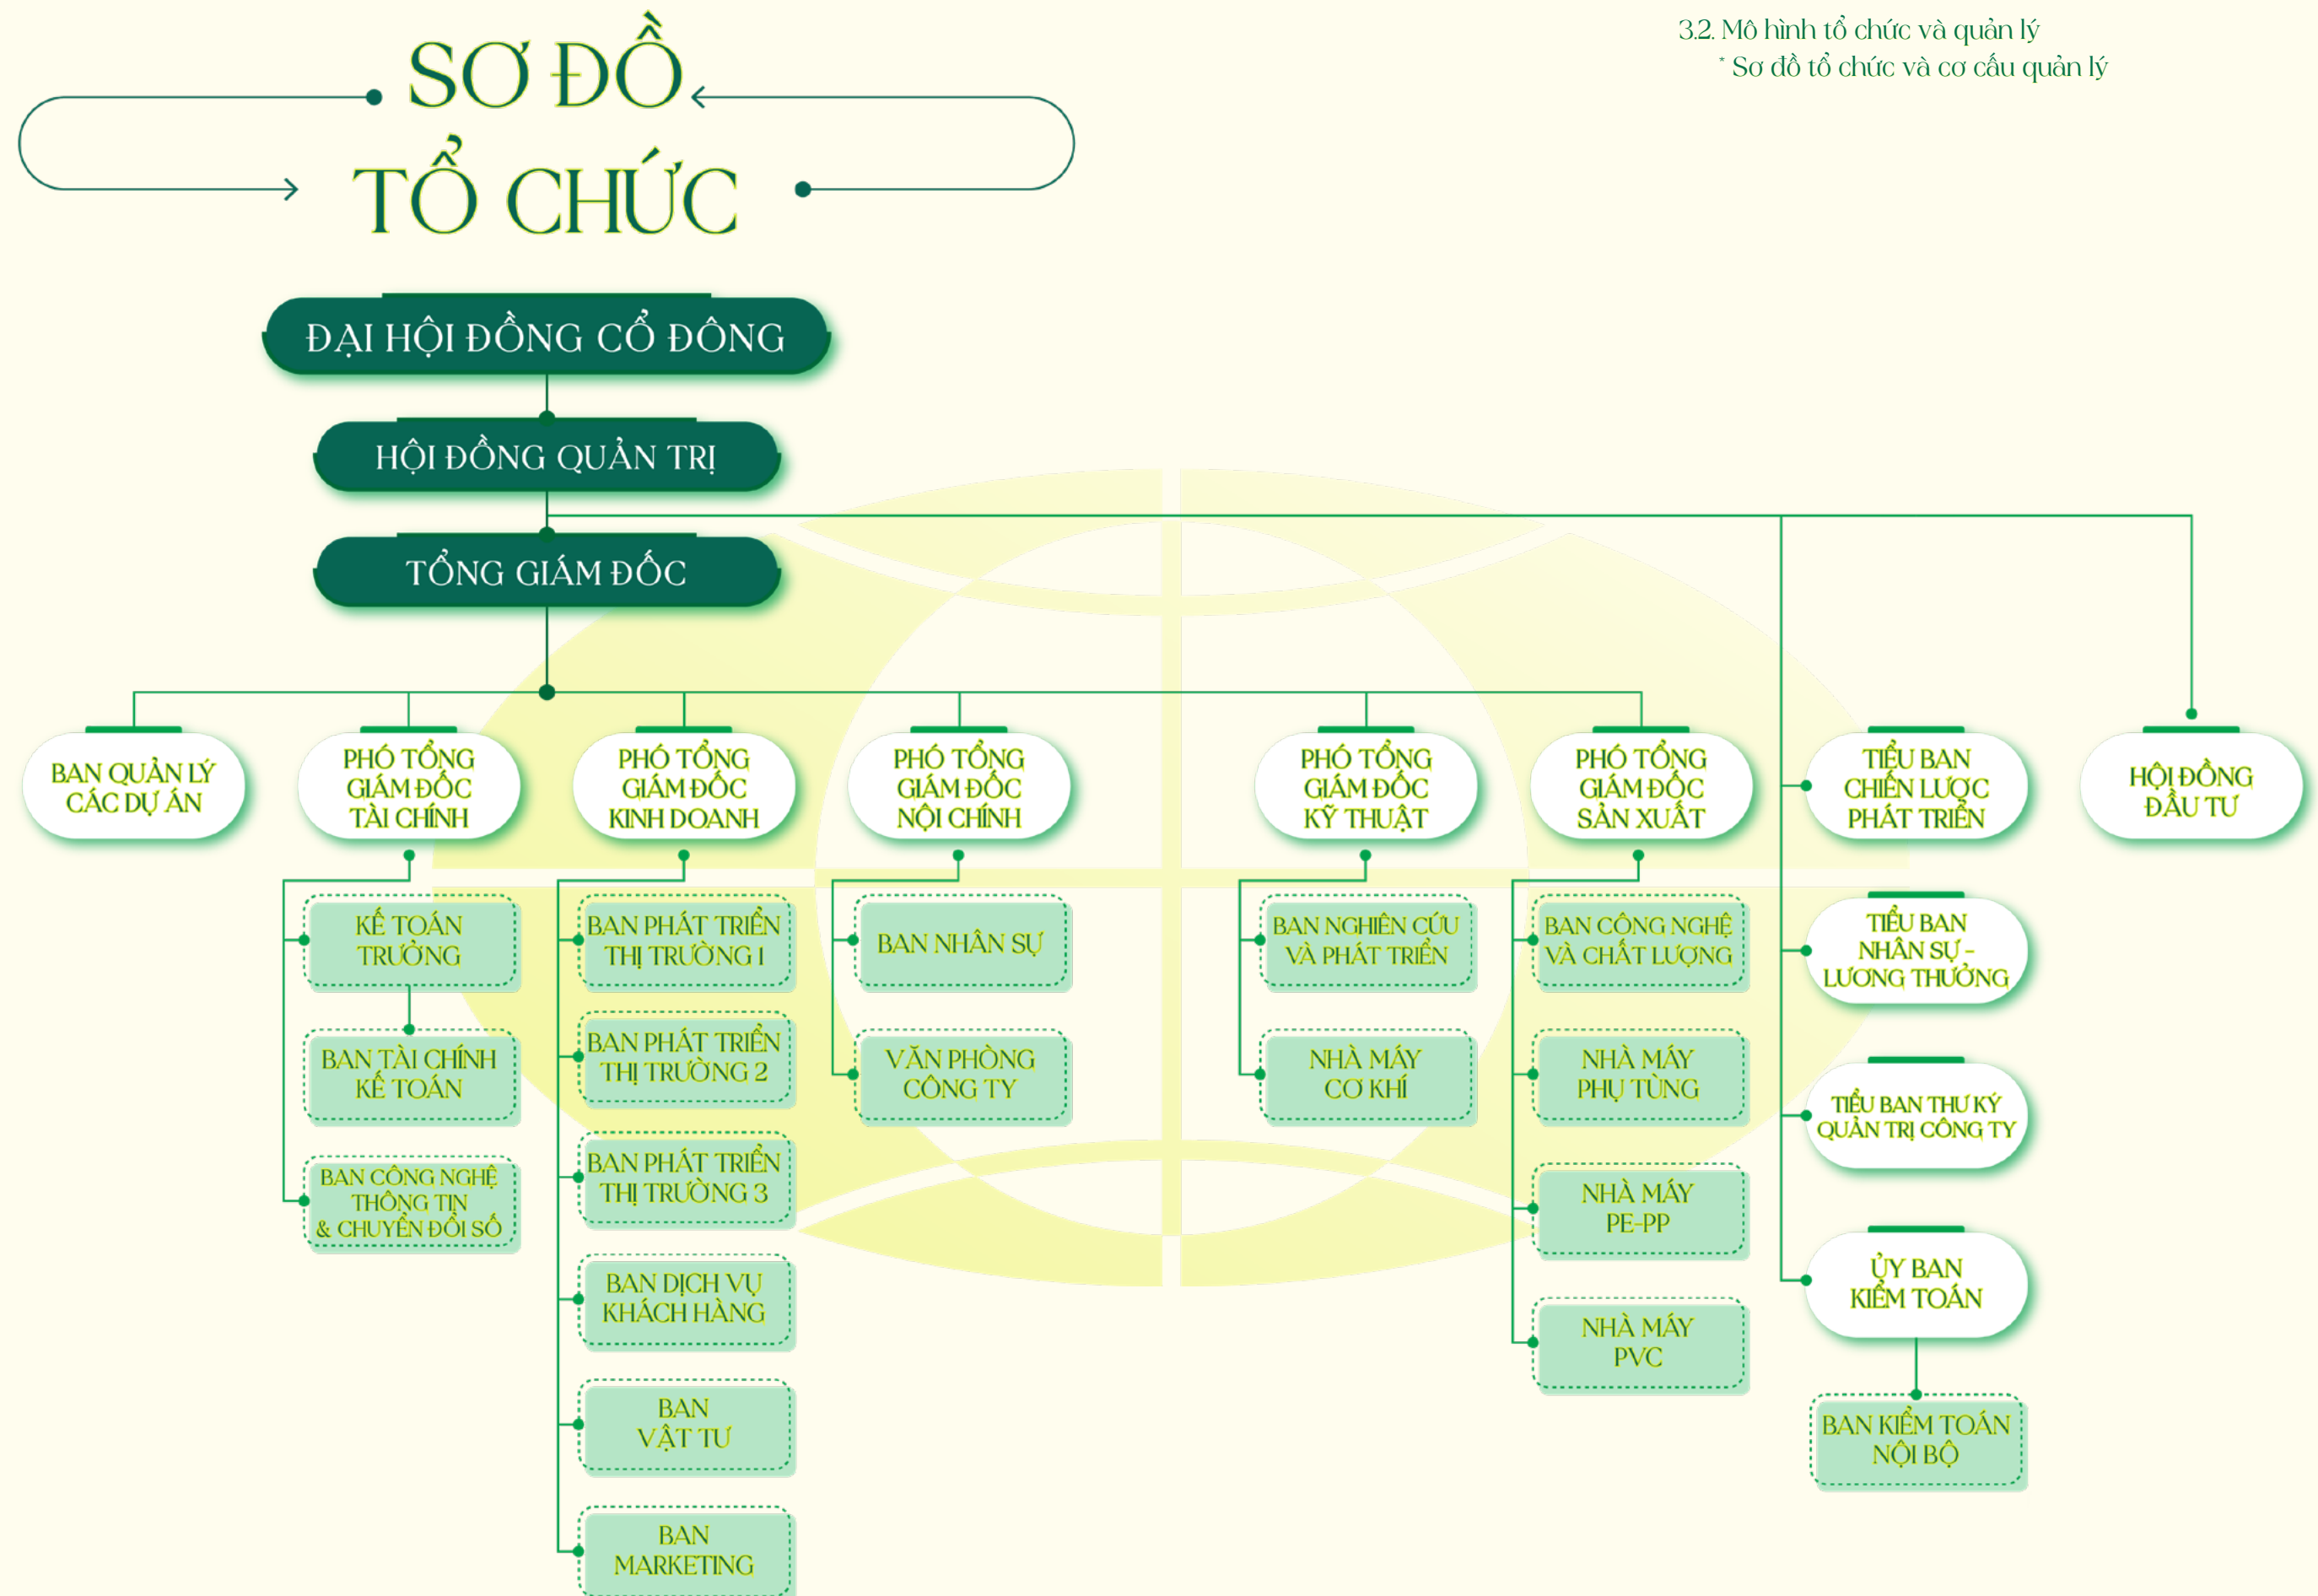 3.2. Mô hình tổ chức và quản lý
* Sơ đồ tổ chức và cơ cấu quản lý
SƠ ĐỒ
TỔ CHỨC
ĐẠI HỘI ĐỒNG CỔ ĐÔNG
HỘI ĐỒNG QUẢN TRỊ
TỔNG GIÁM ĐỐC
BAN QUẢN LÝ
CÁC DỰ ÁN
PHÓ TỔNG
GIÁM ĐỐC
TÀI CHÍNH
KẾ TOÁN
TRƯỞNG
BAN TÀI CHÍNH
KẾ TOÁN
BAN CÔNG NGHỆ
THÔNG TIN
& CHUYỂN ĐỔI SỐ
PHÓ TỔNG
GIÁM ĐỐC
KINH DOANH
BAN PHÁT TRIỂN
THỊ TRƯỜNG 1
BAN PHÁT TRIỂN
THỊ TRƯỜNG 2
BAN PHÁT TRIỂN
THỊ TRƯỜNG 3
BAN DỊCH VỤ
KHÁCH HÀNG
BAN
VẬT TƯ
BAN
MARKETING
PHÓ TỔNG
GIÁM ĐỐC
NỘI CHÍNH
BAN NHÂN SỰ
VĂN PHÒNG
CÔNG TY
PHÓ TỔNG
GIÁM ĐỐC
KỸ THUẬT
BAN NGHIÊN CỨU
VÀ PHÁT TRIỂN
NHÀ MÁY
CƠ KHÍ
PHÓ TỔNG
GIÁM ĐỐC
SẢN XUẤT
BAN CÔNG NGHỆ
VÀ CHẤT LƯỢNG
NHÀ MÁY
PHỤ TÙNG
NHÀ MÁY
PE-PP
NHÀ MÁY
PVC
TIỂU BAN
CHIẾN LƯỢC
PHÁT TRIỂN
TIỂU BAN
NHÂN SỰ -
LƯƠNG THƯỞNG
TIỂU BAN THƯ KÝ
QUẢN TRỊ CÔNG TY
ỦY BAN
KIỂM TOÁN
BAN KIỂM TOÁN
NỘI BỘ
HỘI ĐỒNG
ĐẦU TƯ